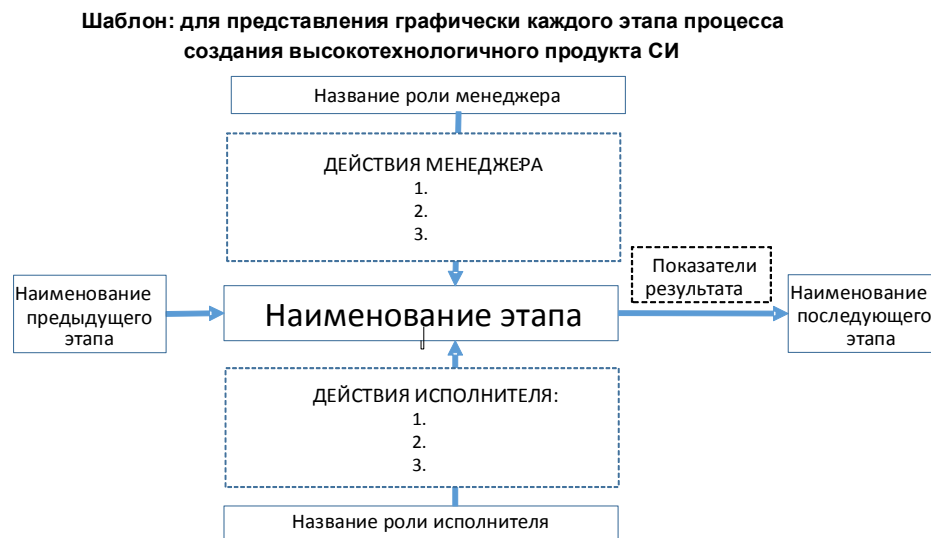 Шаблон: для представления графически каждого этапа процесса
создания высокотехнологичного продукта СИ
Название роли менеджера
ДЕЙСТВИЯ МЕНЕДЖЕРА
1.
2.
3.
Показатели
результата
Наименование
предыдущего
этапа
Наименование этапа
Наименование
последующего
этапа
ДЕЙСТВИЯ ИСПОЛНИТЕЛЯ:
1.
2.
3.
Название роли исполнителя